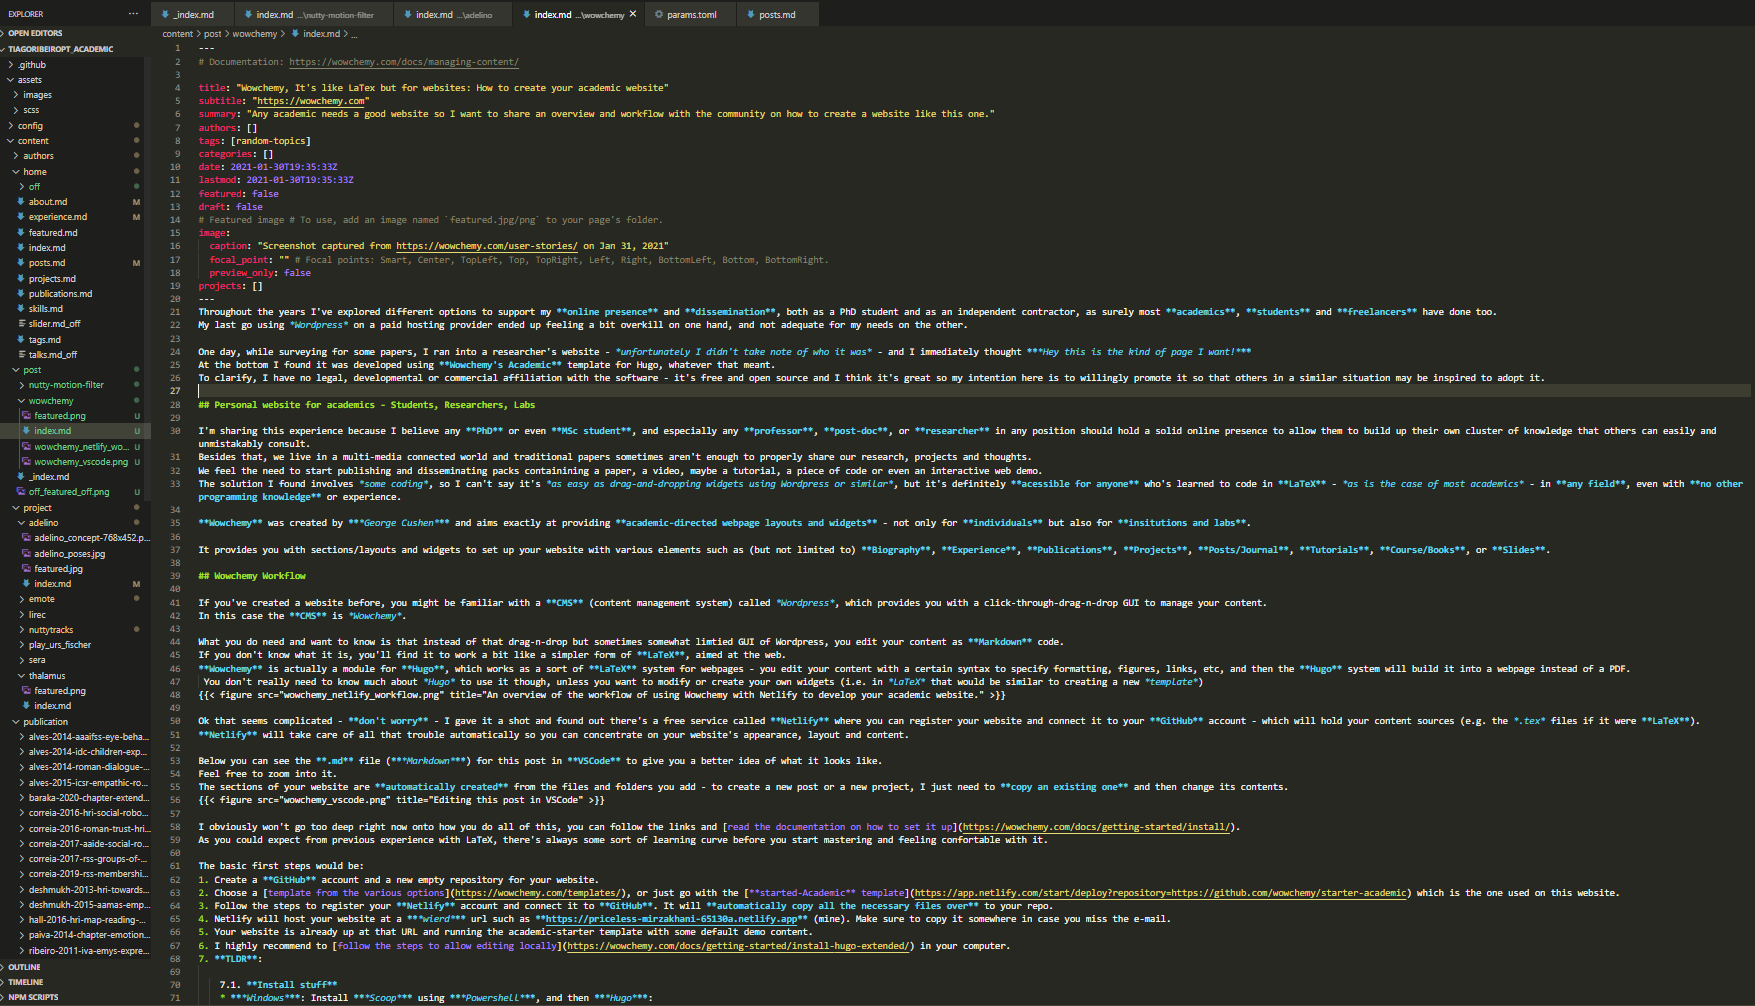 EXPLORER ...
OPEN EDITORS
TIAGORIBEIROPT_ACADEMIC
.github
assets
images
scss
config
content
authors
home
off
about.md M
experience.md M
featured.md
index.md
posts.md M
projects.md
publications.md
skills.md
slider.md_off
tags.md
talks.md_off
post
nutty-motion-filter
wowchemy
featured.png U
index.md U
wowchemy_netlify_wo... U
wowchemy_vscode.png U
_index.md
off_featured_off.png U
project
adelino
adelino_concept-768x452.p...
adelino_poses.jpg
featured.jpg
index.md M
emote
lirec
nuttytracks
play_urs_fischer
sera
thalamus
featured.png
index.md
publication
alves-2014-aaaifss-eye-beha...
alves-2014-idc-children-exp...
alves-2014-roman-dialogue-...
alves-2015-icsr-empathic-ro...
baraka-2020-chapter-extend...
correia-2016-hri-social-robo...
correia-2016-roman-trust-hri...
correia-2017-aaide-social-ro...
correia-2017-rss-groups-of-...
correia-2019-rss-membershi...
deshmukh-2013-hri-towards...
deshmukh-2015-aamas-emp...
hall-2016-hri-map-reading-...
paiva-2014-chapter-emotion...
ribeiro-2011-iva-emys-expre...
OUTLINE
TIMELINE
NPM SCRIPTS
_index.md index.md ...\nutty-motion-filter index.md ...\adelino index.md ...\wowchemy × params.toml posts.md
content > post > wowchemy > index.md > ...
1 ---
2 # Documentation: https://wowchemy.com/docs/managing-content/
3
4 title: "Wowchemy, It's like LaTex but for websites: How to create your academic website"
5 subtitle: "https://wowchemy.com"
6 summary: "Any academic needs a good website so I want to share an overview and workflow with the community on how to create a website like this one."
7 authors: []
8 tags: [random-topics]
9 categories: []
10 date: 2021-01-30T19:35:33Z
11 lastmod: 2021-01-30T19:35:33Z
12 featured: false
13 draft: false
14 # Featured image # To use, add an image named `featured.jpg/png` to your page's folder.
15 image:
16 caption: "Screenshot captured from https://wowchemy.com/user-stories/ on Jan 31, 2021"
17 focal_point: "" # Focal points: Smart, Center, TopLeft, Top, TopRight, Left, Right, BottomLeft, Bottom, BottomRight.
18 preview_only: false
19 projects: []
20 ---
21 Throughout the years I've explored different options to support my **online presence** and **dissemination**, both as a PhD student and as an independent contractor, as surely most **academics**, **students** and **freelancers** have done too.
22 My last go using *Wordpress* on a paid hosting provider ended up feeling a bit overkill on one hand, and not adequate for my needs on the other.
23
24 One day, while surveying for some papers, I ran into a researcher's website - *unfortunately I didn't take note of who it was* - and I immediately thought ***Hey this is the kind of page I want!***
25 At the bottom I found it was developed using **Wowchemy's Academic** template for Hugo, whatever that meant.
26 To clarify, I have no legal, developmental or commercial affiliation with the software - it's free and open source and I think it's great so my intention here is to willingly promote it so that others in a similar situation may be inspired to adopt it.
27
28 ## Personal website for academics - Students, Researchers, Labs
29
30 I'm sharing this experience because I believe any **PhD** or even **MSc student**, and especially any **professor**, **post-doc**, or **researcher** in any position should hold a solid online presence to allow them to build up their own cluster of knowledge that others can easily and
unmistakably consult.
31 Besides that, we live in a multi-media connected world and traditional papers sometimes aren't enough to properly share our research, projects and thoughts.
32 We feel the need to start publishing and disseminating packs containining a paper, a video, maybe a tutorial, a piece of code or even an interactive web demo.
33 The solution I found involves *some coding*, so I can't say it's *as easy as drag-and-dropping widgets using Wordpress or similar*, but it's definitely **acessible for anyone** who's learned to code in **LaTeX** - *as is the case of most academics* - in **any field**, even with **no other
programming knowledge** or experience.
34
35 **Wowchemy** was created by ***George Cushen*** and aims exactly at providing **academic-directed webpage layouts and widgets** - not only for **individuals** but also for **insitutions and labs**.
36
37 It provides you with sections/layouts and widgets to set up your website with various elements such as (but not limited to) **Biography**, **Experience**, **Publications**, **Projects**, **Posts/Journal**, **Tutorials**, **Course/Books**, or **Slides**.
38
39 ## Wowchemy Workflow
40
41 If you've created a website before, you might be familiar with a **CMS** (content management system) called *Wordpress*, which provides you with a click-through-drag-n-drop GUI to manage your content.
42 In this case the **CMS** is *Wowchemy*.
43
44 What you do need and want to know is that instead of that drag-n-drop but sometimes somewhat limtied GUI of Wordpress, you edit your content as **Markdown** code.
45 If you don't know what it is, you'll find it to work a bit like a simpler form of **LaTeX**, aimed at the web.
46 **Wowchemy** is actually a module for **Hugo**, which works as a sort of **LaTeX** system for webpages - you edit your content with a certain syntax to specify formatting, figures, links, etc, and then the **Hugo** system will build it into a webpage instead of a PDF.
47 You don't really need to know much about *Hugo* to use it though, unless you want to modify or create your own widgets (i.e. in *LaTeX* that would be similar to creating a new *template*)
48 {{< figure src="wowchemy_netlify_workflow.png" title="An overview of the workflow of using Wowchemy with Netlify to develop your academic website." >}}
49
50 Ok that seems complicated - **don't worry** - I gave it a shot and found out there's a free service called **Netlify** where you can register your website and connect it to your **GitHub** account - which will hold your content sources (e.g. the *.tex* files if it were **LaTeX**).
51 **Netlify** will take care of all that trouble automatically so you can concentrate on your website's appearance, layout and content.
52
53 Below you can see the **.md** file (***Markdown***) for this post in **VSCode** to give you a better idea of what it looks like.
54 Feel free to zoom into it.
55 The sections of your website are **automatically created** from the files and folders you add - to create a new post or a new project, I just need to **copy an existing one** and then change its contents.
56 {{< figure src="wowchemy_vscode.png" title="Editing this post in VSCode" >}}
57
58 I obviously won't go too deep right now onto how you do all of this, you can follow the links and [read the documentation on how to set it up](https://wowchemy.com/docs/getting-started/install/).
59 As you could expect from previous experience with LaTeX, there's always some sort of learning curve before you start mastering and feeling confortable with it.
60
61 The basic first steps would be:
62 1. Create a **GitHub** account and a new empty repository for your website.
63 2. Choose a [template from the various options](https://wowchemy.com/templates/), or just go with the [**started-Academic** template](https://app.netlify.com/start/deploy?repository=https://github.com/wowchemy/starter-academic) which is the one used on this website.
64 3. Follow the steps to register your **Netlify** account and connect it to **GitHub**. It will **automatically copy all the necessary files over** to your repo.
65 4. Netlify will host your website at a ***wierd*** url such as **https://priceless-mirzakhani-65130a.netlify.app** (mine). Make sure to copy it somewhere in case you miss the e-mail.
66 5. Your website is already up at that URL and running the academic-starter template with some default demo content.
67 6. I highly recommend to [follow the steps to allow editing locally](https://wowchemy.com/docs/getting-started/install-hugo-extended/) in your computer.
68 7. **TLDR**:
69
70 7.1. **Install stuff**
71 * ***Windows***: Install ***Scoop*** using ***Powershell***, and then ***Hugo***: